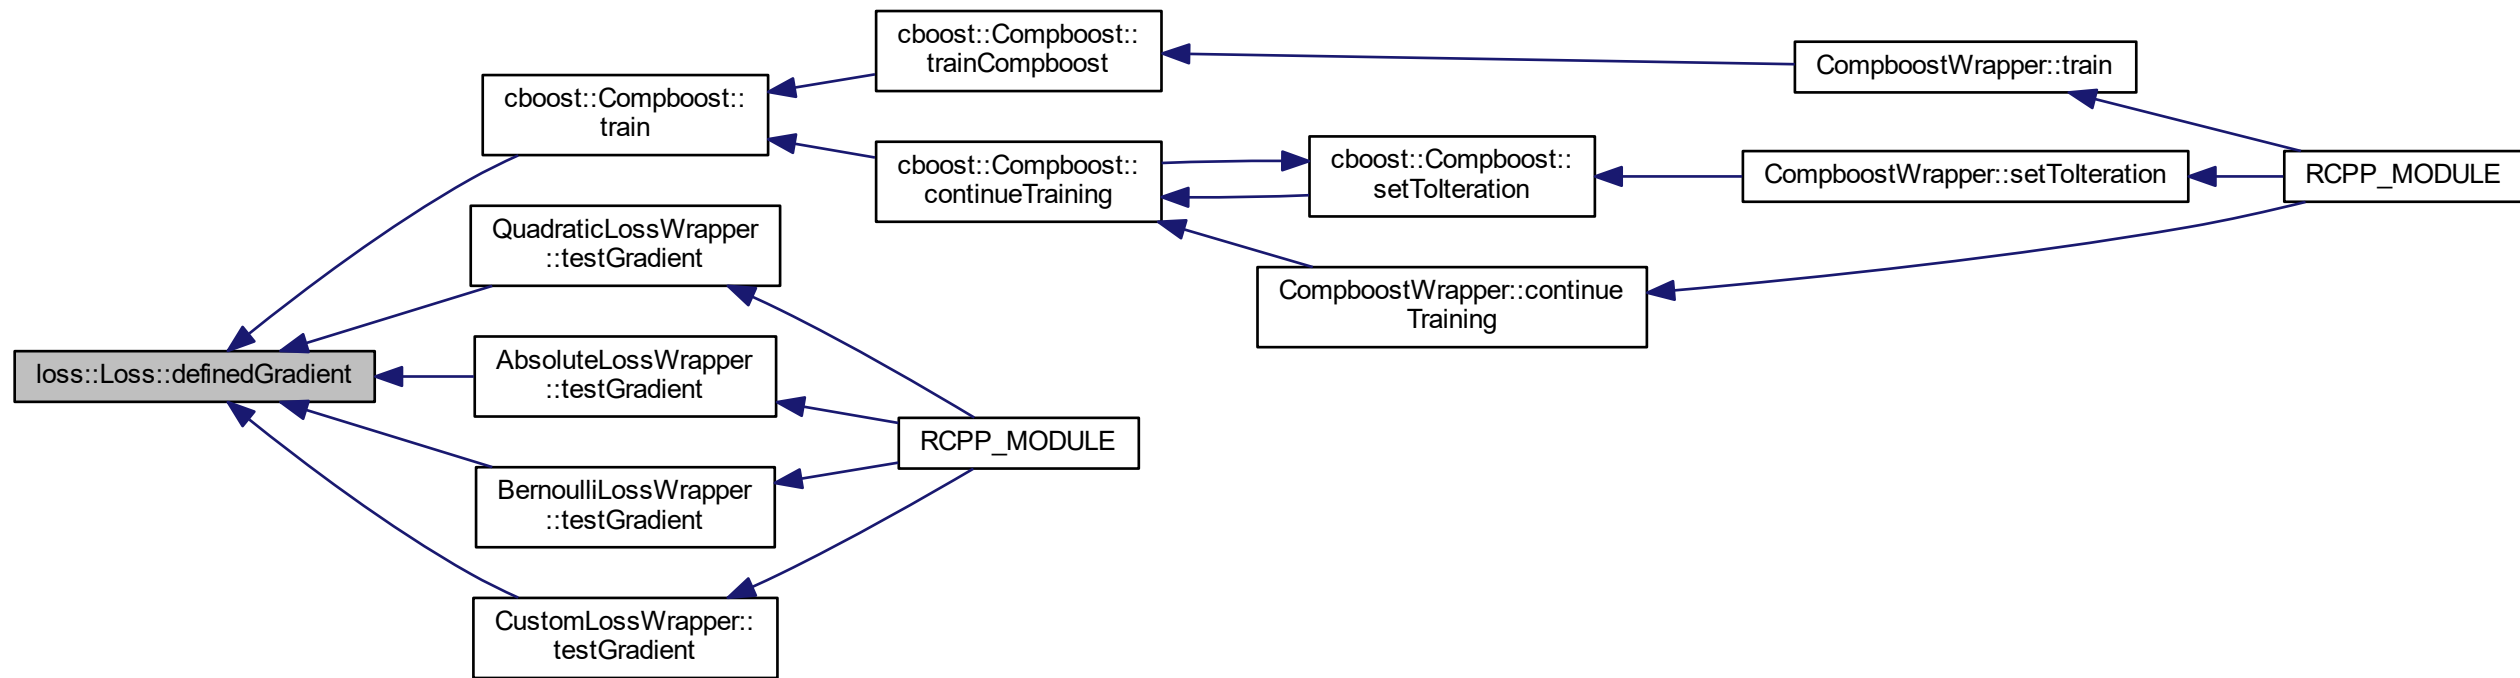 cboost::Compboost::
trainCompboost
CompboostWrapper::train
cboost::Compboost::
train
cboost::Compboost::
continueTraining
cboost::Compboost::
setToIteration
CompboostWrapper::setToIteration
RCPP_MODULE
QuadraticLossWrapper
::testGradient
CompboostWrapper::continue
Training
loss::Loss::definedGradient
AbsoluteLossWrapper
::testGradient
RCPP_MODULE
BernoulliLossWrapper
::testGradient
CustomLossWrapper::
testGradient